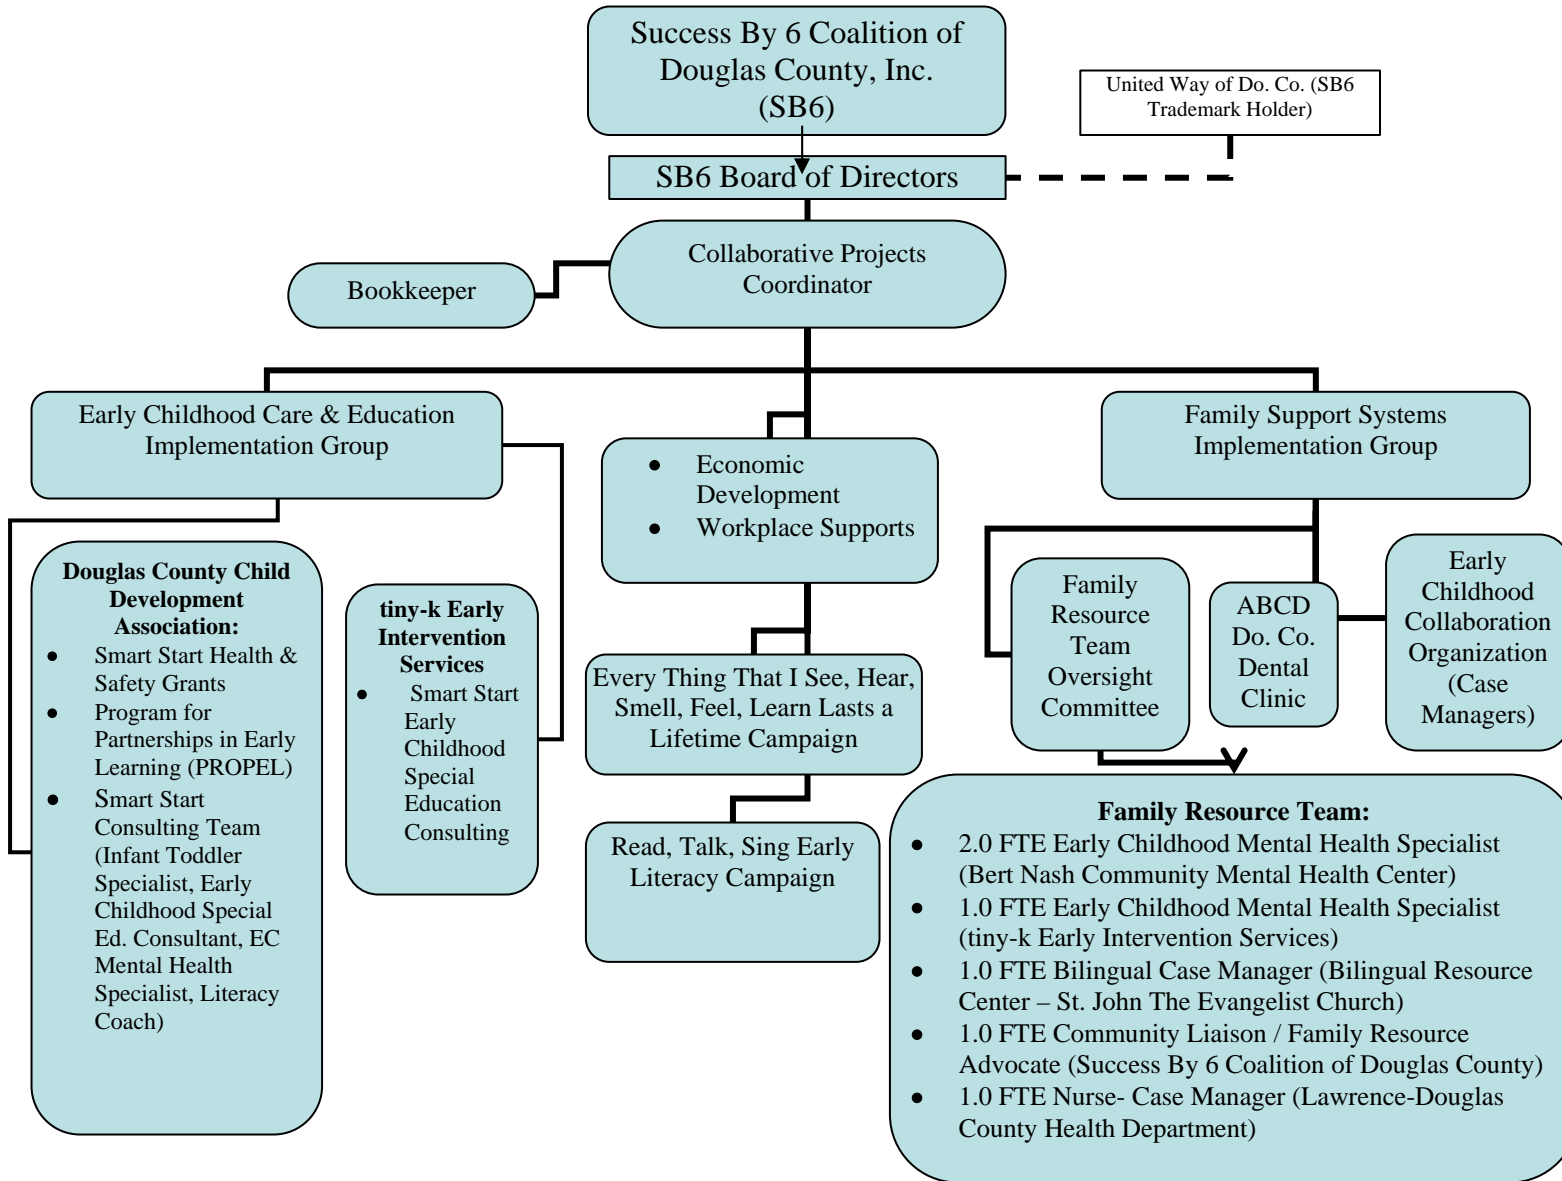 Success By 6 Coalition of
Douglas County, Inc.
(SB6)
United Way of Do. Co. (SB6
Trademark Holder)
SB6 Board of Directors
Collaborative Projects
Coordinator
Bookkeeper
Early Childhood Care & Education
Implementation Group
Family Support Systems
Implementation Group
• Economic
Development
• Workplace Supports
Douglas County Child
Development
Association:
• Smart Start Health &
Safety Grants
• Program for
Partnerships in Early
Learning (PROPEL)
• Smart Start
Consulting Team
(Infant Toddler
Specialist, Early
Childhood Special
Ed. Consultant, EC
Mental Health
Specialist, Literacy
Coach)
tiny-k Early
Intervention
Services
• Smart Start
Early
Childhood
Special
Education
Consulting
Every Thing That I See, Hear,
Smell, Feel, Learn Lasts a
Lifetime Campaign
Read, Talk, Sing Early
Literacy Campaign
Family
Resource
Team
Oversight
Committee
ABCD
Do. Co.
Dental
Clinic
Early
Childhood
Collaboration
Organization
(Case
Managers)
Family Resource Team:
• 2.0 FTE Early Childhood Mental Health Specialist
(Bert Nash Community Mental Health Center)
• 1.0 FTE Early Childhood Mental Health Specialist
(tiny-k Early Intervention Services)
• 1.0 FTE Bilingual Case Manager (Bilingual Resource
Center – St. John The Evangelist Church)
• 1.0 FTE Community Liaison / Family Resource
Advocate (Success By 6 Coalition of Douglas County)
• 1.0 FTE Nurse- Case Manager (Lawrence-Douglas
County Health Department)